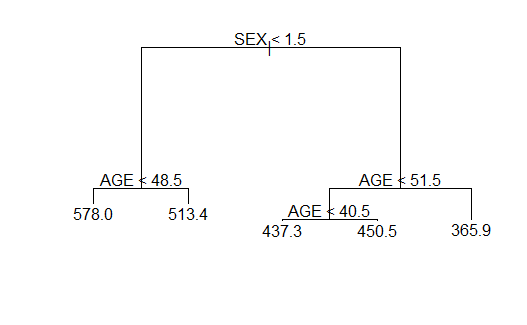 SEX < 1.5
AGE < 48.5
AGE < 51.5
578.0
513.4
AGE < 40.5
437.3
450.5
365.9